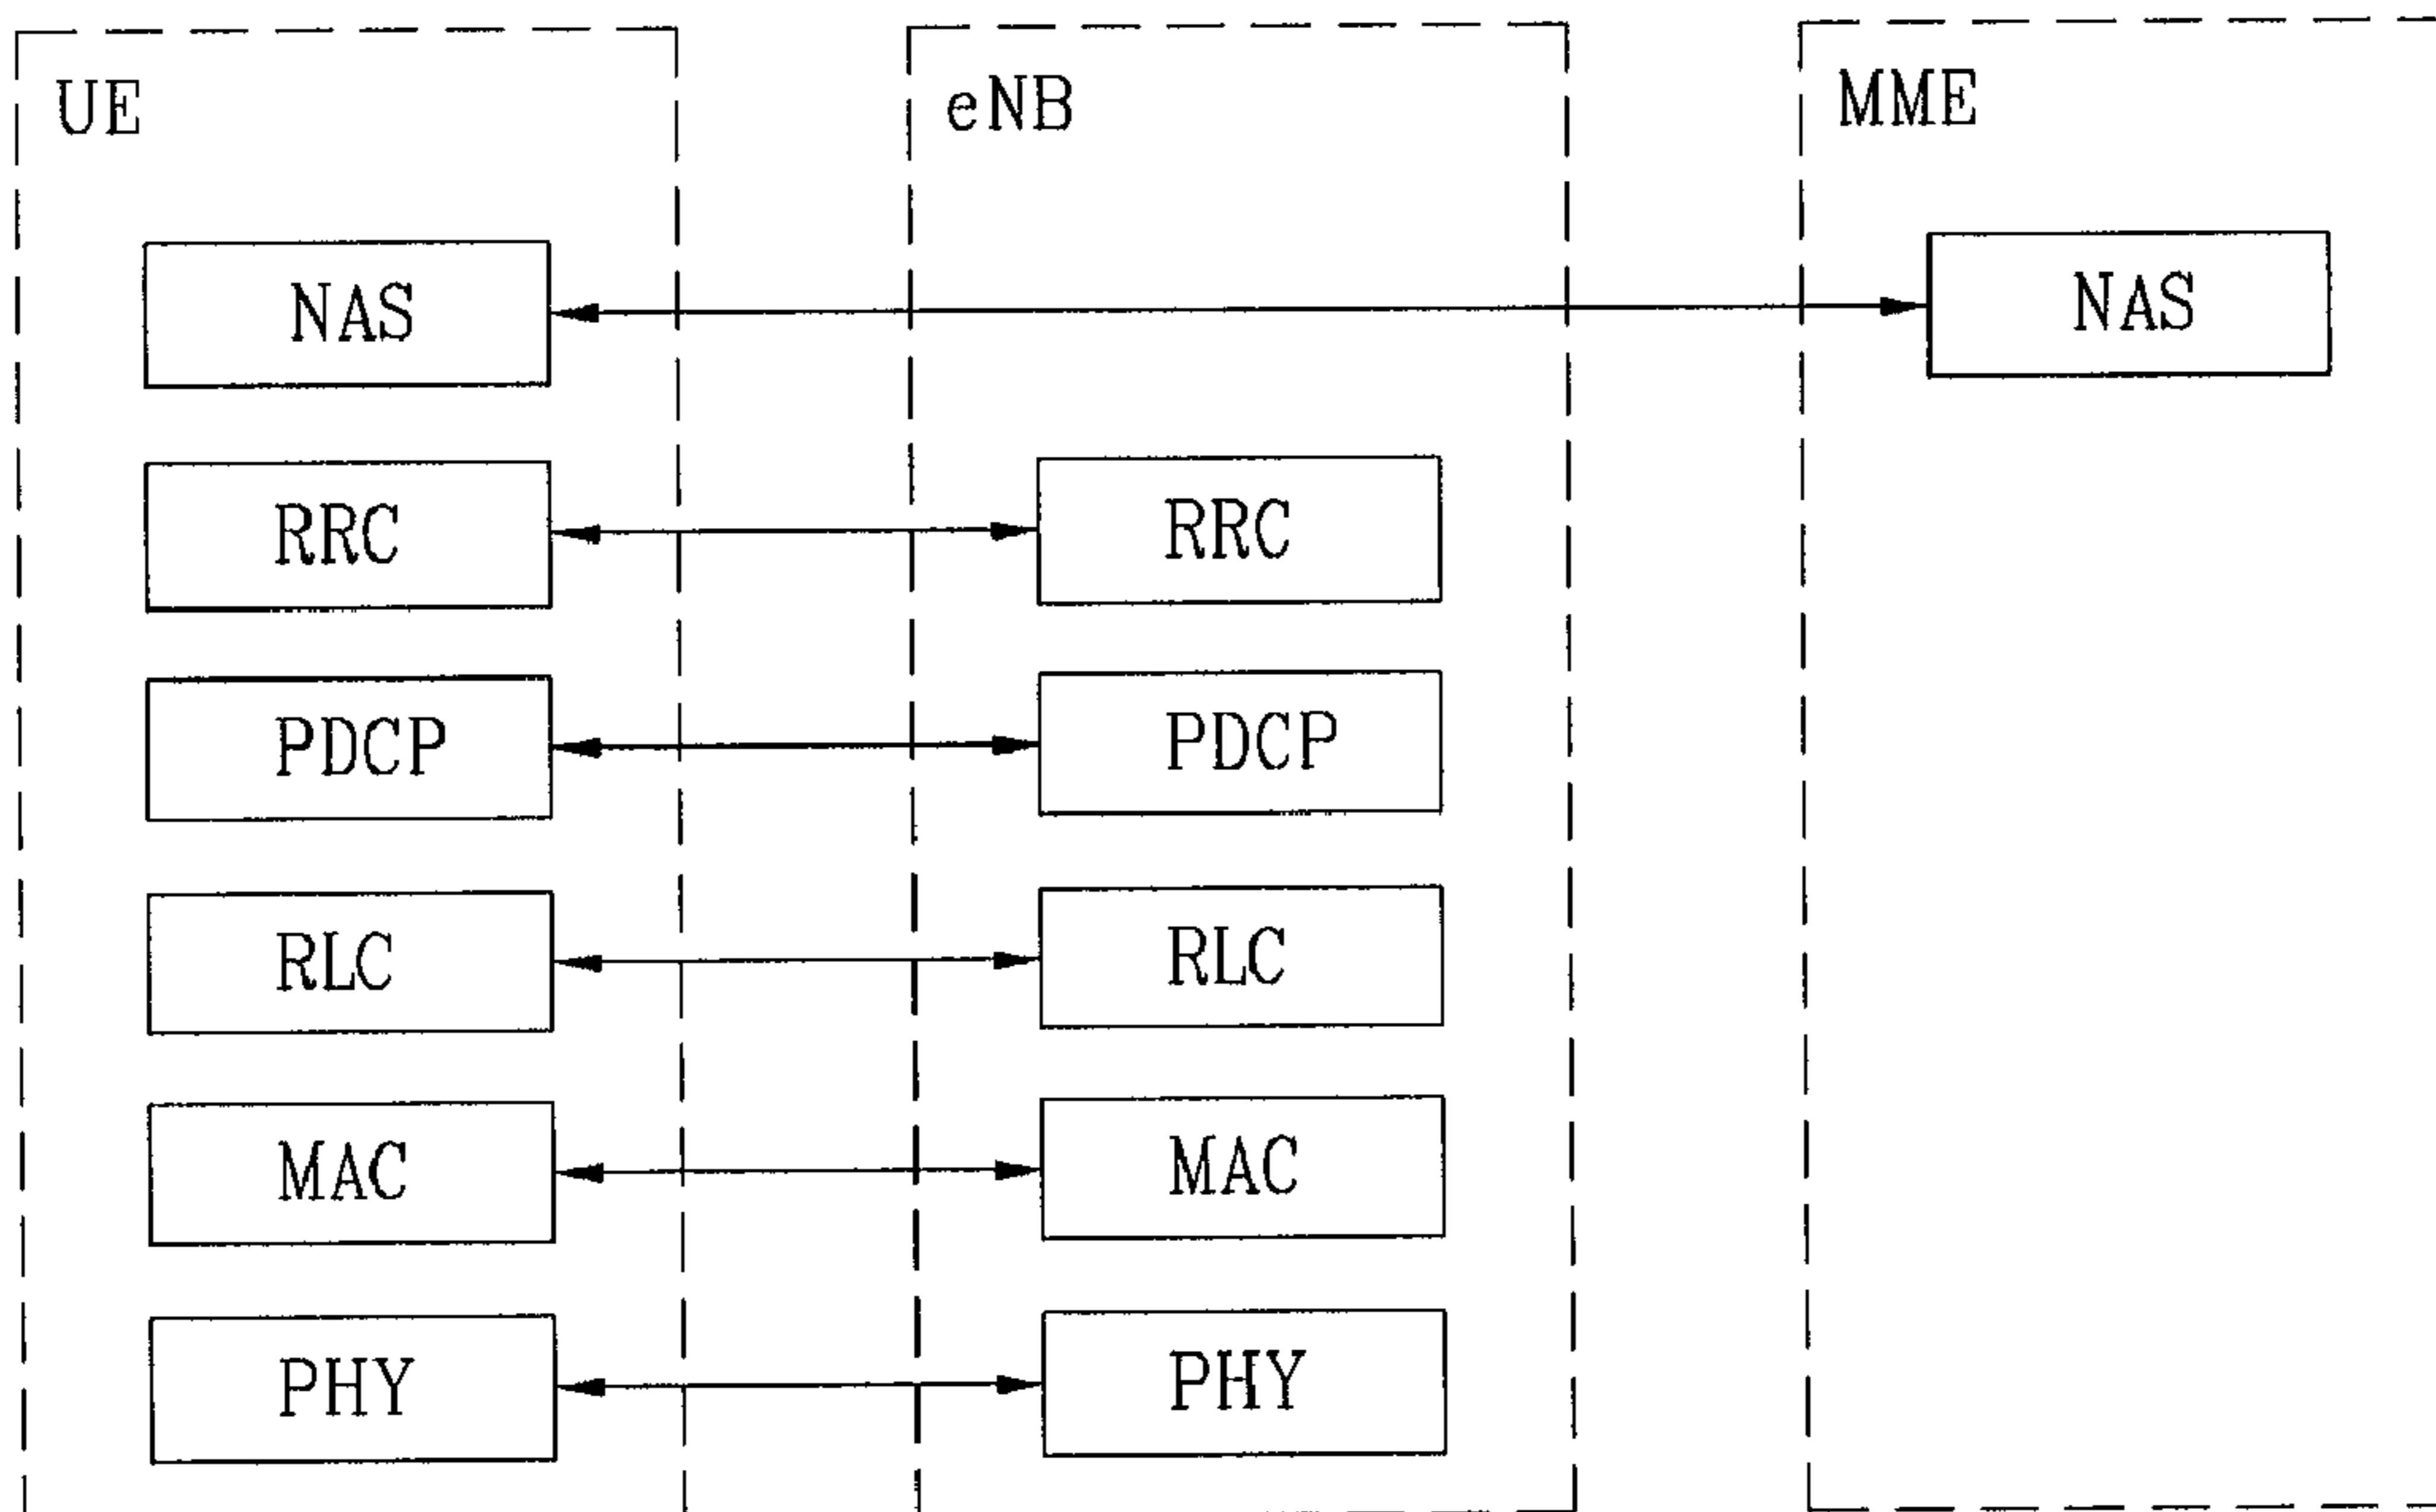 UE eNB MME
NAS NAS
RRC RRC
PDCP PDCP
RLC RLC
MAC MAC
PHY PHY